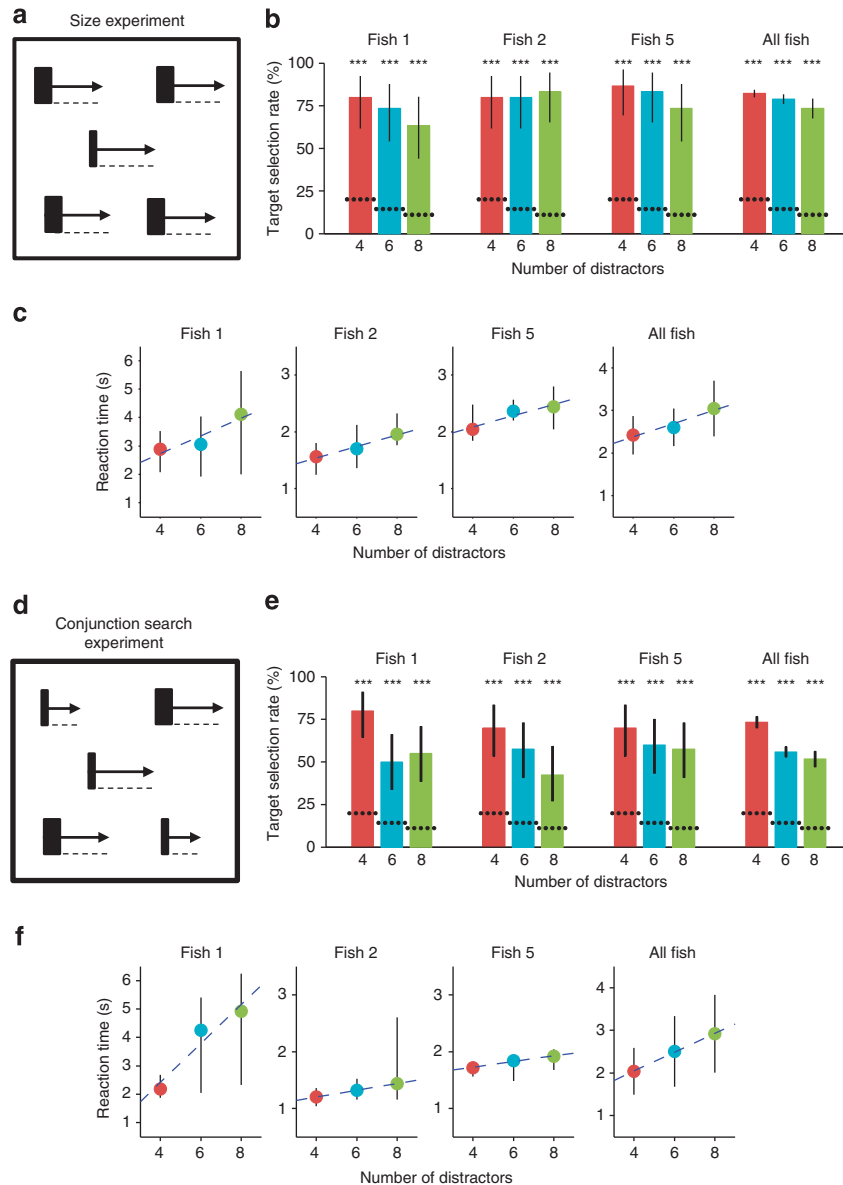 a
Size experiment
b
Fish 1 Fish 2 Fish 5 All fish
Target selection rate (%)
100
75
50
25
0
*** *** *** *** *** *** *** *** *** *** *** ***
4 6 8 4 6 8 4 6 8 4 6 8
Number of distractors
c
Fish 1 Fish 2 Fish 5 All fish
Reaction time (s)
6
5
4
3
2
1
3
2
1
3
2
1
4
3
2
1
4 6 8 4 6 8 4 6 8 4 6 8
Number of distractors
d
Conjunction search
experiment
e
Fish 1 Fish 2 Fish 5 All fish
Target selection rate (%)
100
75
50
25
0
*** *** *** *** *** *** *** *** *** *** *** ***
4 6 8 4 6 8 4 6 8 4 6 8
Number of distractors
f
Fish 1 Fish 2 Fish 5 All fish
Reaction time (s)
6
5
4
3
2
1
3
2
1
3
2
1
4
3
2
1
4 6 8 4 6 8 4 6 8 4 6 8
Number of distractors